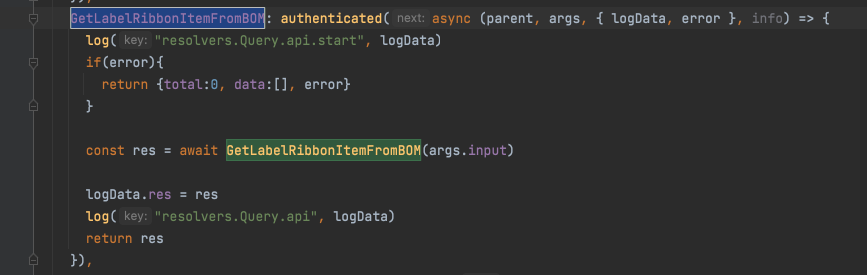 GetLabelRibbonItemFromBOM: authenticated( next: async (parent, args, { logData, error }, info) => {
log( key: "resolvers.Query.api.start", logData)
if(error){
return {total:0, data:[], error}
}
const res = await GetLabelRibbonItemFromBOM(args.input)
logData.res = res
log( key: "resolvers.Query.api", logData)
return res
}),